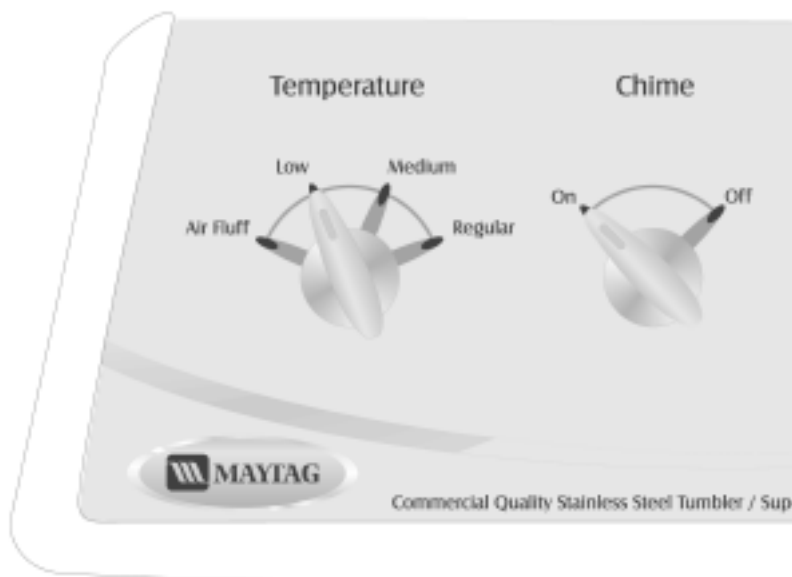 Temperature
Chime
Low
Medium
Air Fluff
Regular
On
Off
MAYTAG
Commercial Quality Stainless Steel Tumbler / Sup